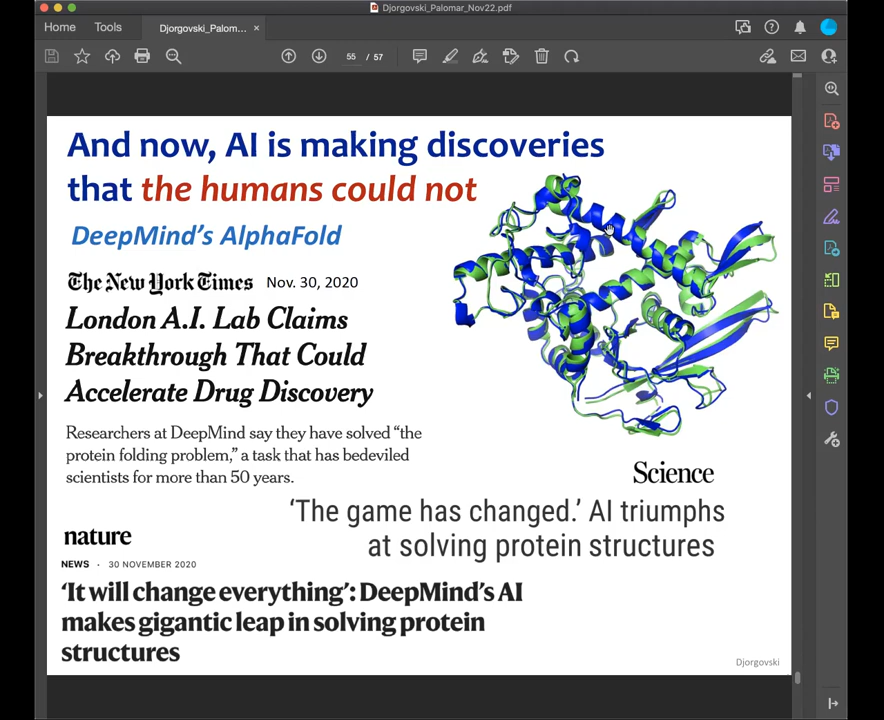 Djorgovski_Palomar_Nov22.pdf
Home
Tools
Djorgovski_Palom...
55 / 57
And now, AI is making discoveries
that the humans could not
DeepMind's AlphaFold
The New York Times Nov. 30, 2020
London A.I. Lab Claims
Breakthrough That Could
Accelerate Drug Discovery
Researchers at DeepMind say they have solved “the
protein folding problem,” a task that has bedeviled
scientists for more than 50 years.
Science
‘The game has changed.’ AI triumphs
at solving protein structures
nature
NEWS · 30 NOVEMBER 2020
‘It will change everything’: DeepMind’s AI
makes gigantic leap in solving protein
structures
Djorgovski